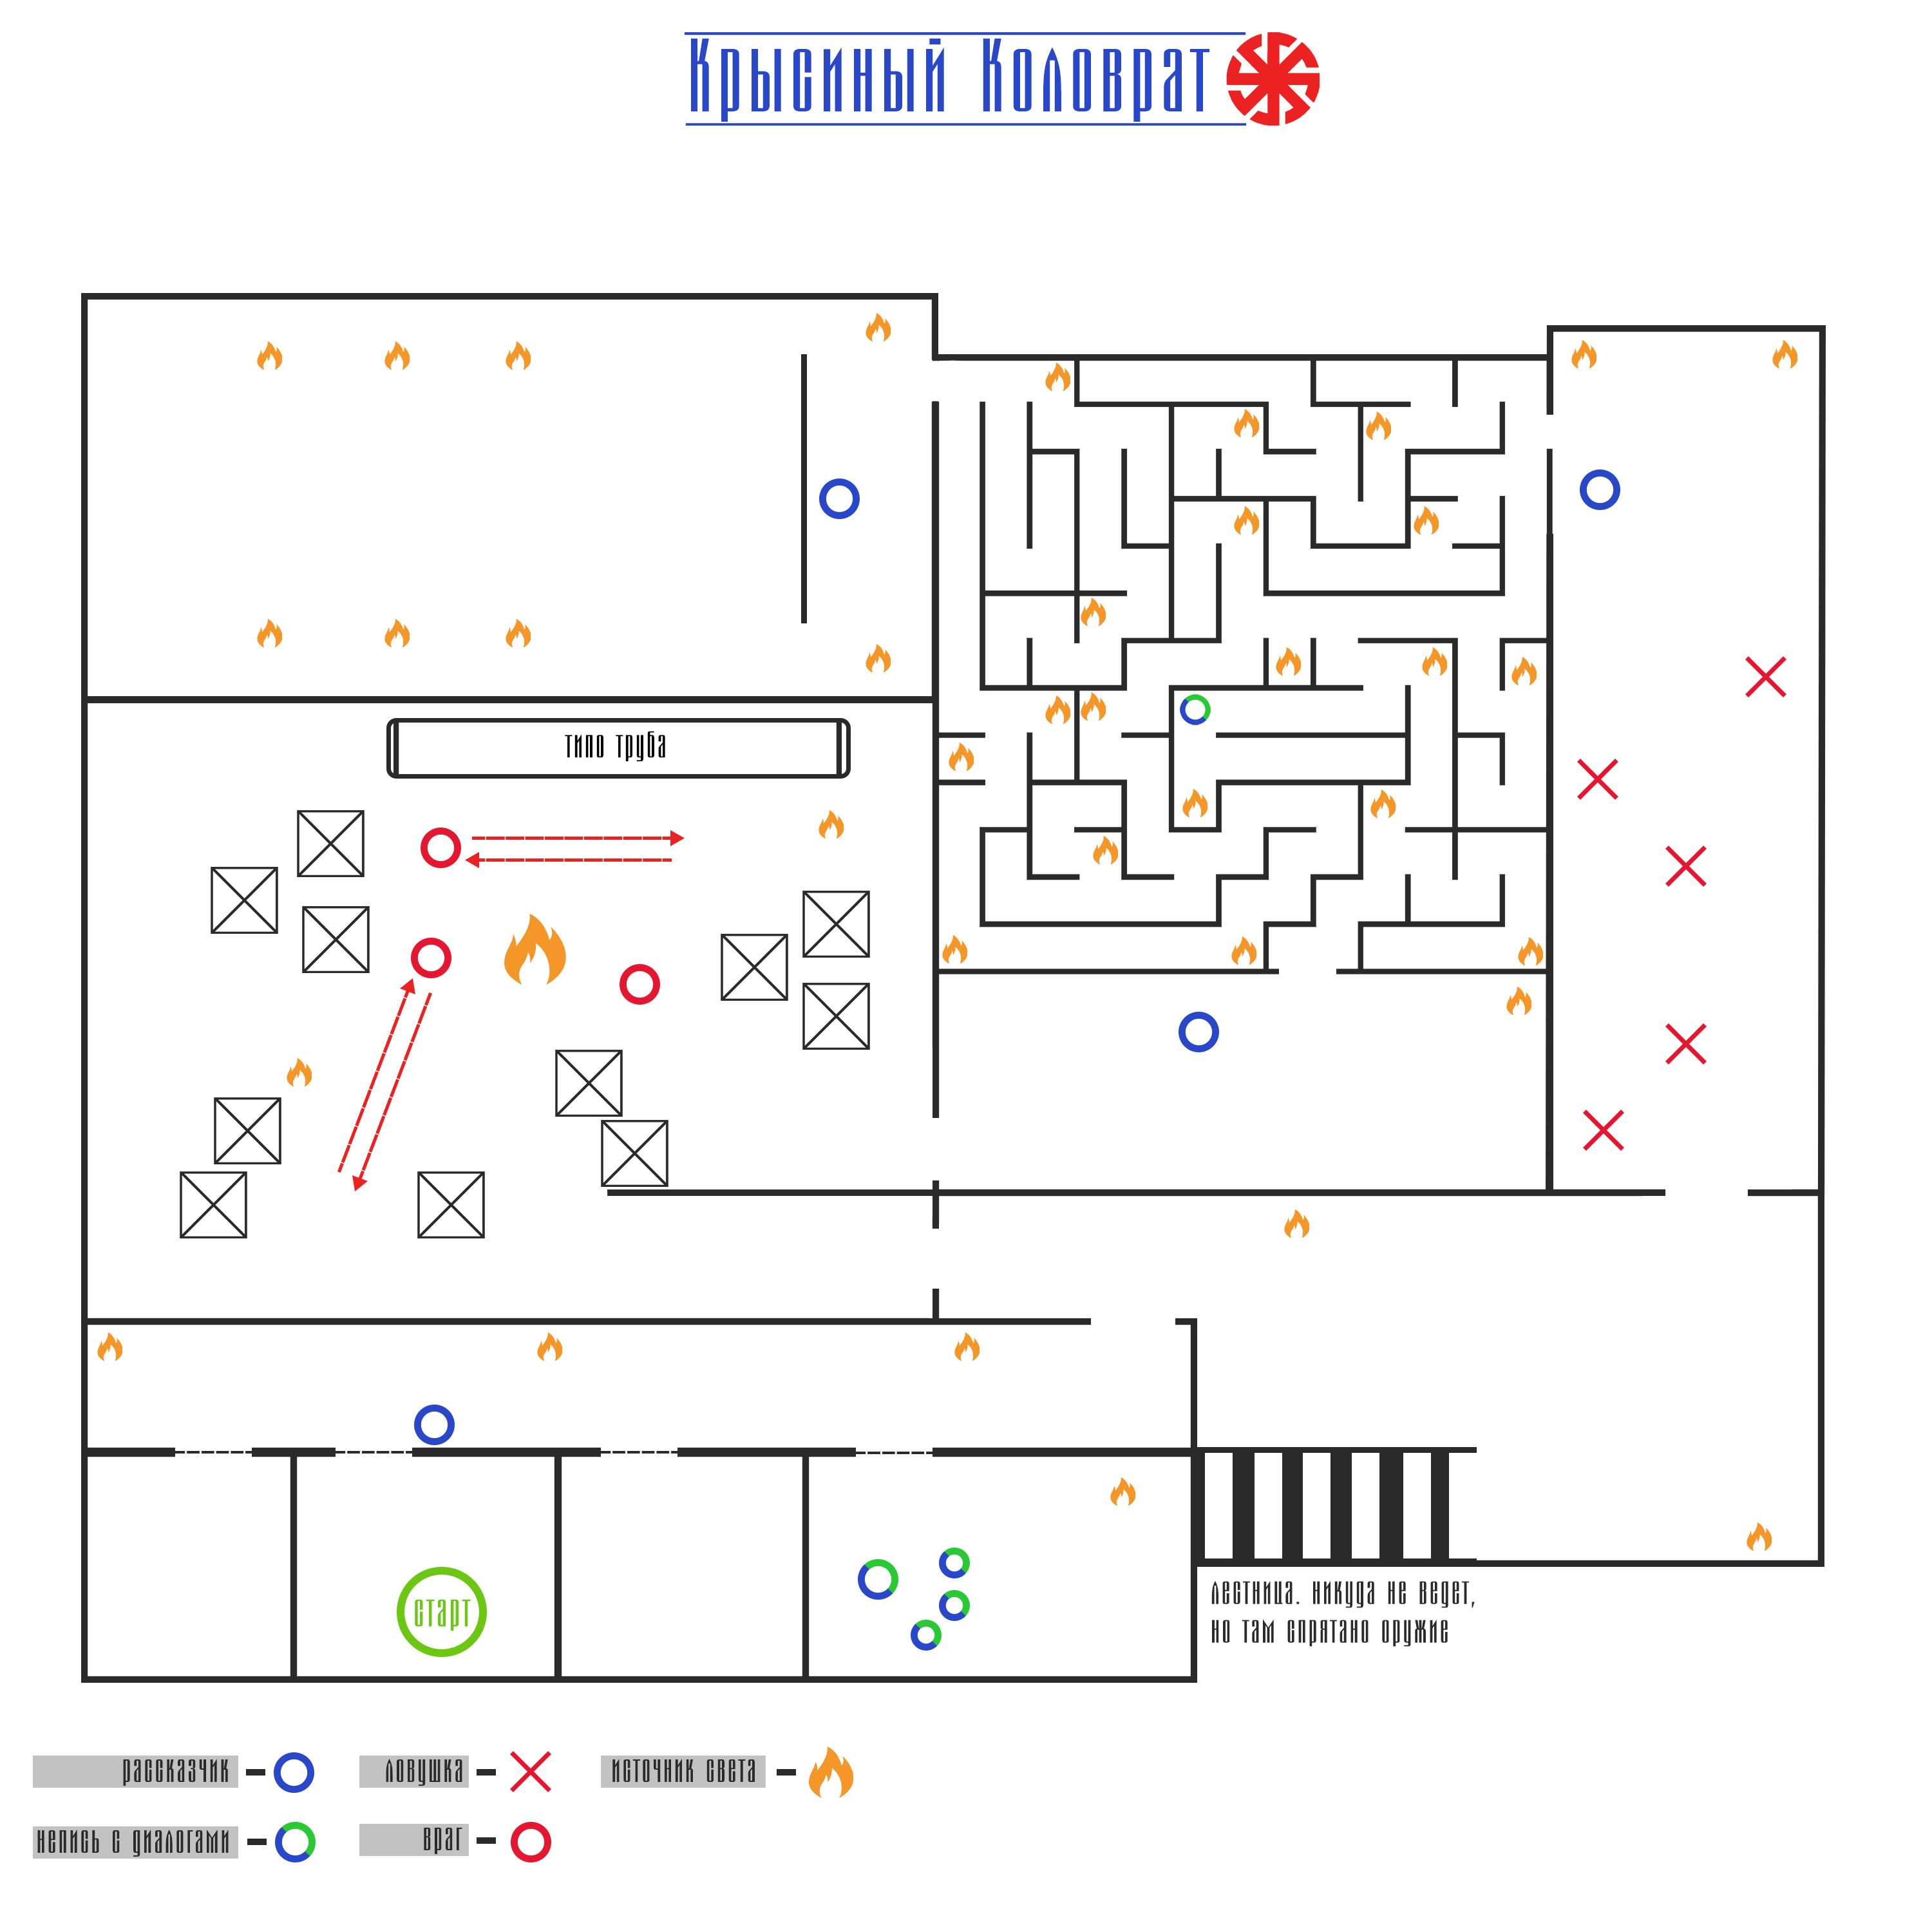 Крысиный Коловрат
типо труба
старт
лестница. никуда не ведет,
но там спрятано оружие
рассказчик
ловушка
источник света
непись с диалогами
враг